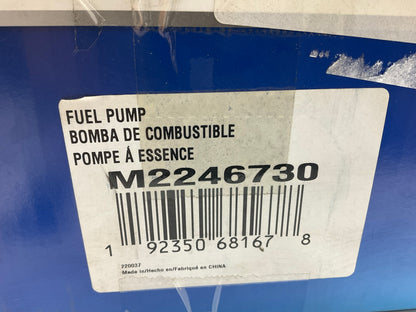 FUEL PUMP
BOMBA DE COMBUSTIBLE
POMPE Á ESSENCE
M2246730
1 92350 68167 8
220037
Made in/Hecho en/Fabriqué en CHINA